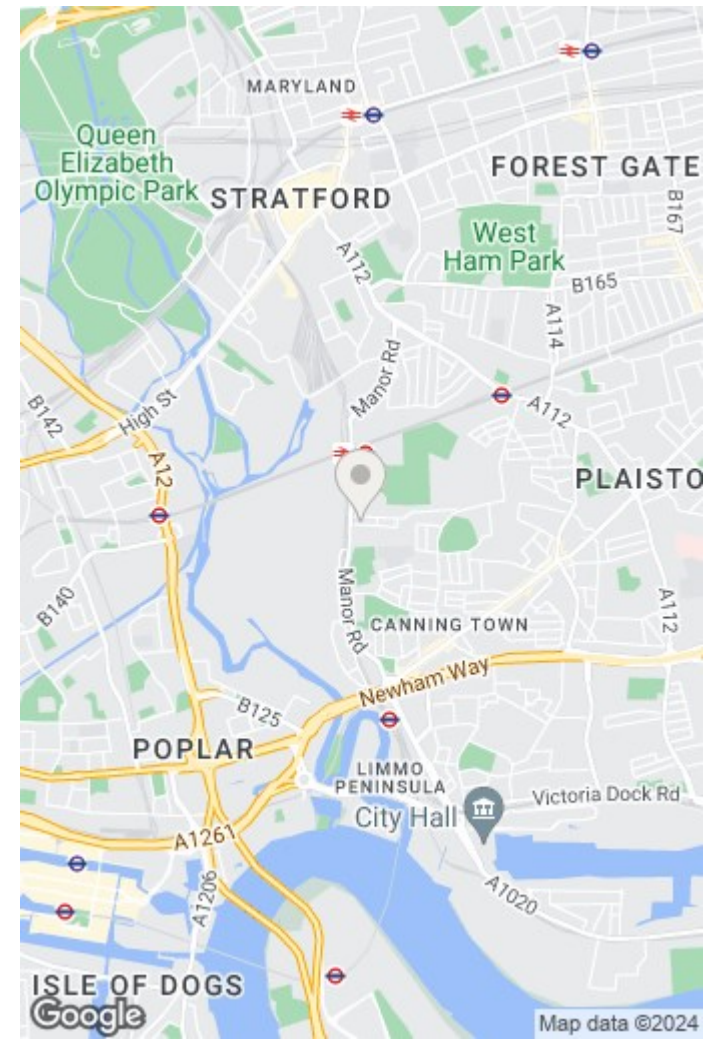 MARYLAND
Queen
Elizabeth
Olympic Park
STRATFORD
FOREST GATE
B167
West
Ham Park
A112
B165
A114
Manor Rd
B142
High St
A112
A12
PLAISTO
B140
Manor Rd
CANNING TOWN
A112
Newham Way
B125
POPLAR
LIMMO
PENINSULA
Victoria Dock Rd
City Hall
A1261
A1206
A1020
ISLE OF DOGS
Google
Map data ©2024